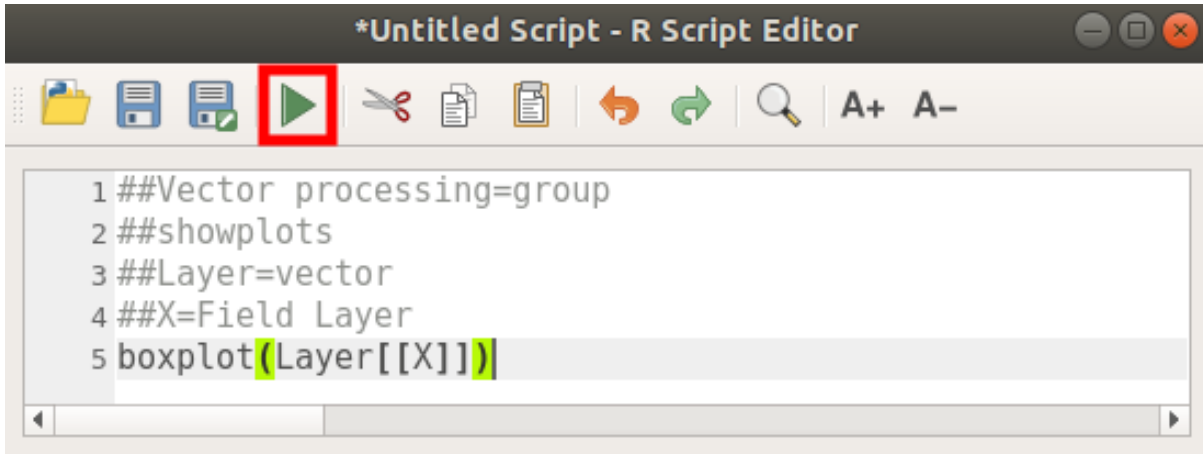 *Untitled Script - R Script Editor
A+ A-
1 ##Vector processing=group
2 ##showplots
3 ##Layer=vector
4 ##X=Field Layer
5 boxplot(Layer[[X]])